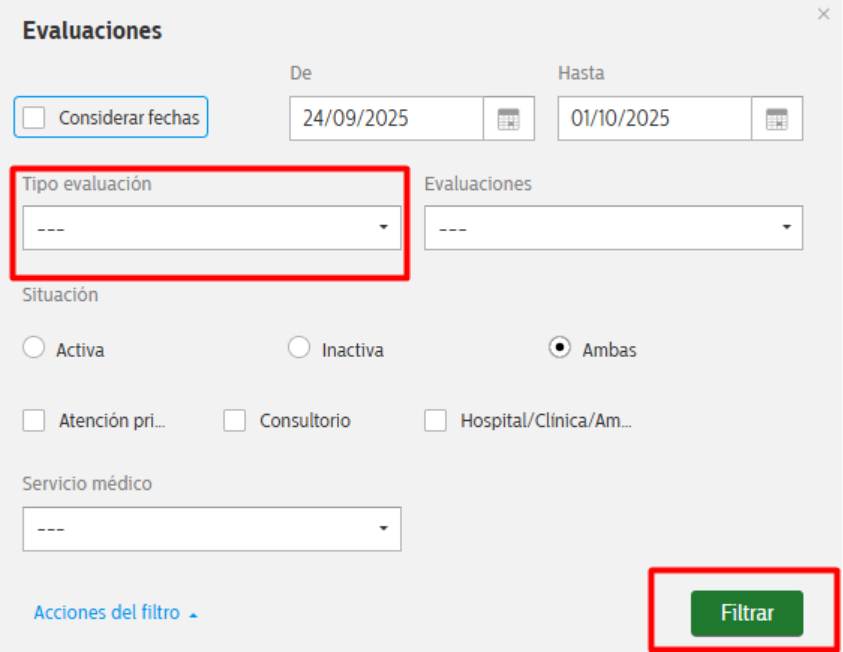 Evaluaciones
De
Hasta
Considerar fechas
24/09/2025
01/10/2025
Tipo evaluación
Evaluaciones
---
---
Situación
Activa
Inactiva
Ambas
Atención pri...
Consultorio
Hospital/Clínica/Am...
Servicio médico
---
Acciones del filtro
Filtrar